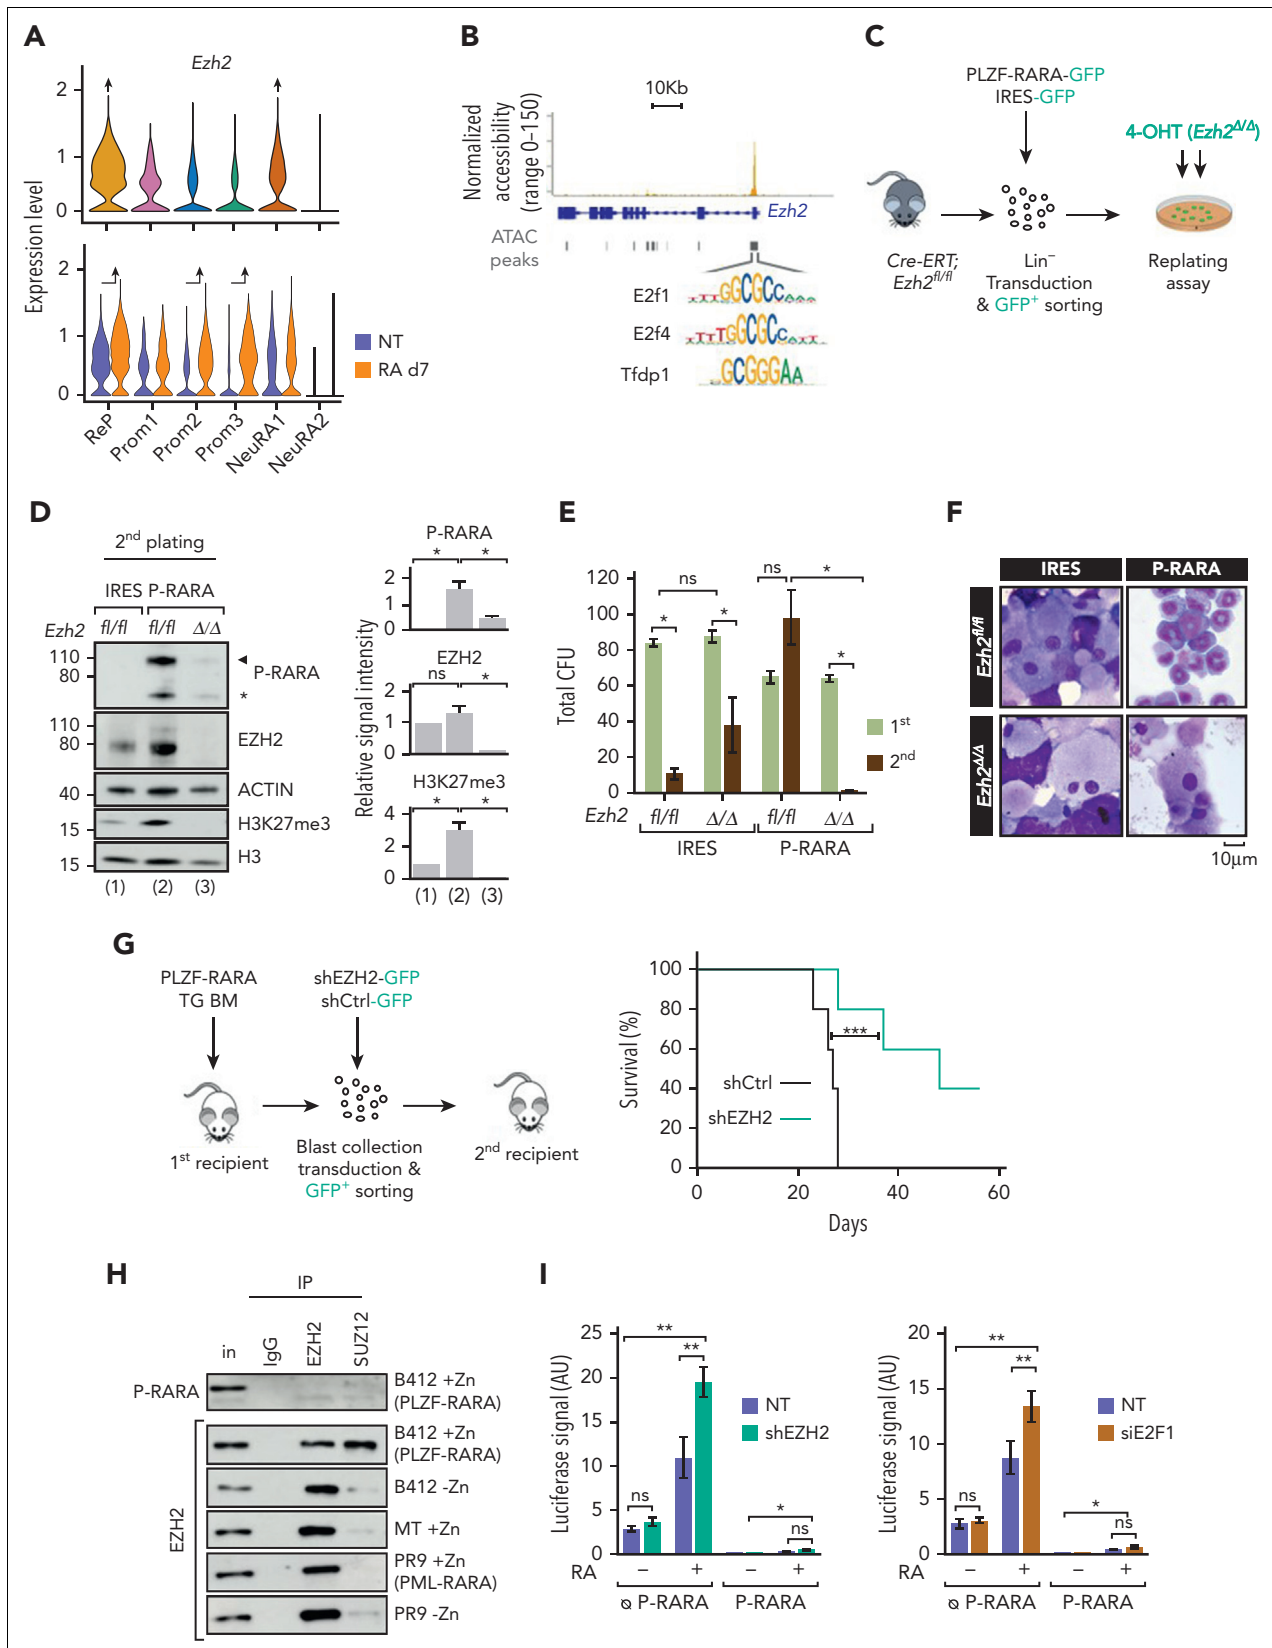 A
Ezh2
Expression level
2
1
0
2
1
0
NT
RA d7
ReP
Prom1
Prom2
Prom3
NeuRA1
NeuRA2
B
10Kb
Normalized
accessibility
(range 0–150)
Ezh2
ATAC
peaks
E2f1
E2f4
Tfdp1
C
PLZF-RARA-GFP
IRES-GFP
4-OHT (Ezh2Δ/Δ)
Cre-ERT;
Ezh2fl/fl
Lin–
Transduction
& GFP+ sorting
Replating
assay
D
2nd plating
IRES P-RARA
Ezh2 fl/fl fl/fl Δ/Δ
110
80
P-RARA
*
110
80
EZH2
40
ACTIN
15
H3K27me3
15
H3
(1) (2) (3)
Relative signal intensity
P-RARA
* *
2
1
0
EZH2
ns *
2
1
0
H3K27me3
* *
4
2
0
(1) (2) (3)
E
Total CFU
120
100
80
60
40
20
0
ns
* *
ns *
*
1st
2nd
Ezh2 fl/fl Δ/Δ fl/fl Δ/Δ
IRES P-RARA
F
IRES P-RARA
Ezh2fl/fl
Ezh2Δ/Δ
10μm
G
PLZF-RARA
TG BM
shEZH2-GFP
shCtrl-GFP
1st recipient
Blast collection
transduction &
GFP+ sorting
2nd recipient
Survival (%)
100
80
60
40
20
0
***
shCtrl
shEZH2
0 20 40 60
Days
H
IP
in IgG EZH2 SUZ12
P-RARA
B412 +Zn
(PLZF-RARA)
EZH2
B412 +Zn
(PLZF-RARA)
B412 -Zn
MT +Zn
PR9 +Zn
(PML-RARA)
PR9 -Zn
I
Luciferase signal (AU)
25
20
15
10
5
0
**
**
ns
*
ns
NT
shEZH2
RA – + – +
ø P-RARA P-RARA
Luciferase signal (AU)
20
15
10
5
0
**
**
ns
*
ns
NT
siE2F1
RA – + – +
ø P-RARA P-RARA